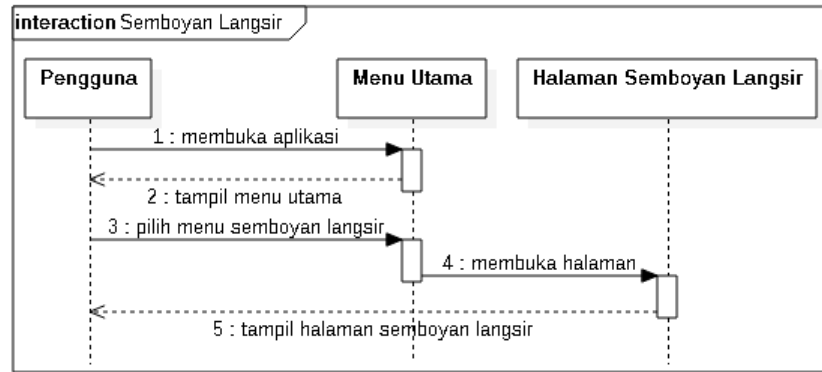 interaction Semboyan Langsir
Pengguna
Menu Utama
Halaman Semboyan Langsir
1 : membuka aplikasi
2 : tampil menu utama
3 : pilih menu semboyan langsir
4 : membuka halaman
5 : tampil halaman semboyan langsir